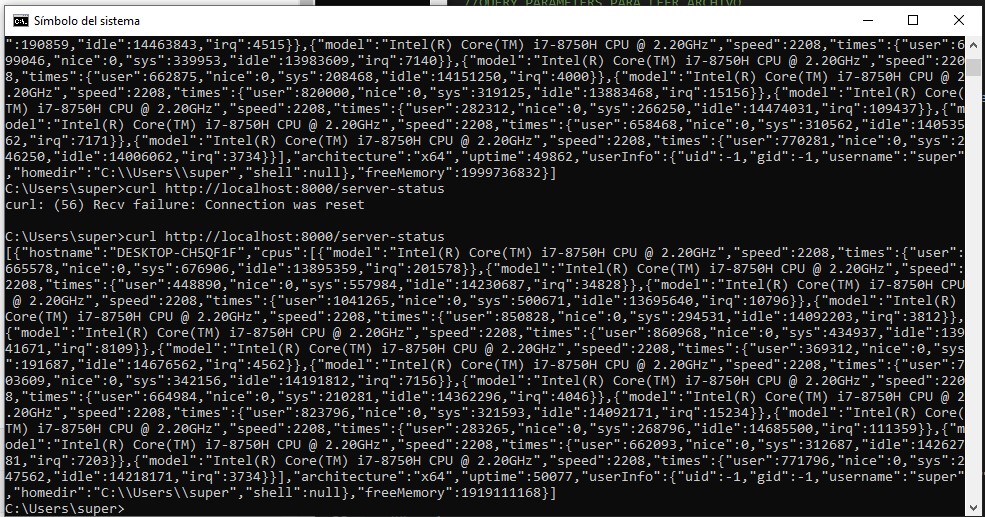 //QUERY PARAMETERS PARA LEER ARCHIVO
Símbolo del sistema
":190859,"idle":14463843,"irq":4515}},{"model":"Intel(R) Core(TM) i7-8750H CPU @ 2.20GHz","speed":2208,"times":{"user":6
99046,"nice":0,"sys":339953,"idle":13983609,"irq":7140}},{"model":"Intel(R) Core(TM) i7-8750H CPU @ 2.20GHz","speed":220
8,"times":{"user":662875,"nice":0,"sys":208468,"idle":14151250,"irq":4000}},{"model":"Intel(R) Core(TM) i7-8750H CPU @ 2
.20GHz","speed":2208,"times":{"user":820000,"nice":0,"sys":319125,"idle":13883468,"irq":15156}},{"model":"Intel(R) Core(
TM) i7-8750H CPU @ 2.20GHz","speed":2208,"times":{"user":282312,"nice":0,"sys":266250,"idle":14474031,"irq":109437}},{"m
odel":"Intel(R) Core(TM) i7-8750H CPU @ 2.20GHz","speed":2208,"times":{"user":658468,"nice":0,"sys":310562,"idle":140535
62,"irq":7171}},{"model":"Intel(R) Core(TM) i7-8750H CPU @ 2.20GHz","speed":2208,"times":{"user":770281,"nice":0,"sys":2
46250,"idle":14006062,"irq":3734}}],"architecture":"x64","uptime":49862,"userInfo":{"uid":-1,"gid":-1,"username":"super"
,"homedir":"C:\\Users\\super","shell":null},"freeMemory":1999736832}]
C:\Users\super>curl http://localhost:8000/server-status
curl: (56) Recv failure: Connection was reset
C:\Users\super>curl http://localhost:8000/server-status
[{"hostname":"DESKTOP-CH5QF1F","cpus":[{"model":"Intel(R) Core(TM) i7-8750H CPU @ 2.20GHz","speed":2208,"times":{"user":
665578,"nice":0,"sys":676906,"idle":13895359,"irq":201578}},{"model":"Intel(R) Core(TM) i7-8750H CPU @ 2.20GHz","speed":
2208,"times":{"user":448890,"nice":0,"sys":557984,"idle":14230687,"irq":34828}},{"model":"Intel(R) Core(TM) i7-8750H CPU
@ 2.20GHz","speed":2208,"times":{"user":1041265,"nice":0,"sys":500671,"idle":13695640,"irq":10796}},{"model":"Intel(R)
Core(TM) i7-8750H CPU @ 2.20GHz","speed":2208,"times":{"user":850828,"nice":0,"sys":294531,"idle":14092203,"irq":3812}},
{"model":"Intel(R) Core(TM) i7-8750H CPU @ 2.20GHz","speed":2208,"times":{"user":860968,"nice":0,"sys":434937,"idle":139
41671,"irq":8109}},{"model":"Intel(R) Core(TM) i7-8750H CPU @ 2.20GHz","speed":2208,"times":{"user":369312,"nice":0,"sys
":191687,"idle":14676562,"irq":4562}},{"model":"Intel(R) Core(TM) i7-8750H CPU @ 2.20GHz","speed":2208,"times":{"user":7
03609,"nice":0,"sys":342156,"idle":14191812,"irq":7156}},{"model":"Intel(R) Core(TM) i7-8750H CPU @ 2.20GHz","speed":220
8,"times":{"user":664984,"nice":0,"sys":210281,"idle":14362296,"irq":4046}},{"model":"Intel(R) Core(TM) i7-8750H CPU @ 2
.20GHz","speed":2208,"times":{"user":823796,"nice":0,"sys":321593,"idle":14092171,"irq":15234}},{"model":"Intel(R) Core(
TM) i7-8750H CPU @ 2.20GHz","speed":2208,"times":{"user":283265,"nice":0,"sys":268796,"idle":14685500,"irq":111359}},{"m
odel":"Intel(R) Core(TM) i7-8750H CPU @ 2.20GHz","speed":2208,"times":{"user":662093,"nice":0,"sys":312687,"idle":142627
81,"irq":7203}},{"model":"Intel(R) Core(TM) i7-8750H CPU @ 2.20GHz","speed":2208,"times":{"user":771796,"nice":0,"sys":2
47562,"idle":14218171,"irq":3734}}],"architecture":"x64","uptime":50077,"userInfo":{"uid":-1,"gid":-1,"username":"super"
,"homedir":"C:\\Users\\super","shell":null},"freeMemory":1919111168}]
C:\Users\super>